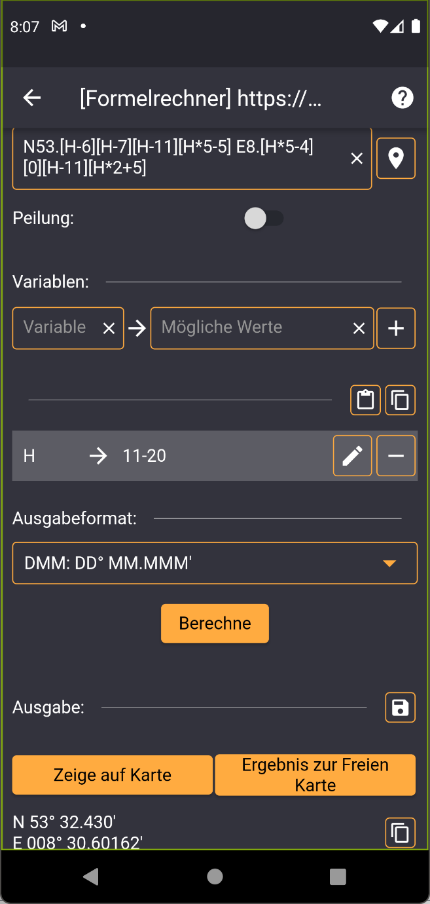 8:07
[Formelrechner] https://...
N53.[H-6][H-7][H-11][H*5-5] E8.[H*5-4]
[0][H-11][H*2+5]
Peilung:
Variablen:
Variable
Mögliche Werte
H
11-20
Ausgabeformat:
DMM: DD° MM.MMM'
Berechne
Ausgabe:
Zeige auf Karte
Ergebnis zur Freien
Karte
N 53° 32.430'
E 008° 30.60162'